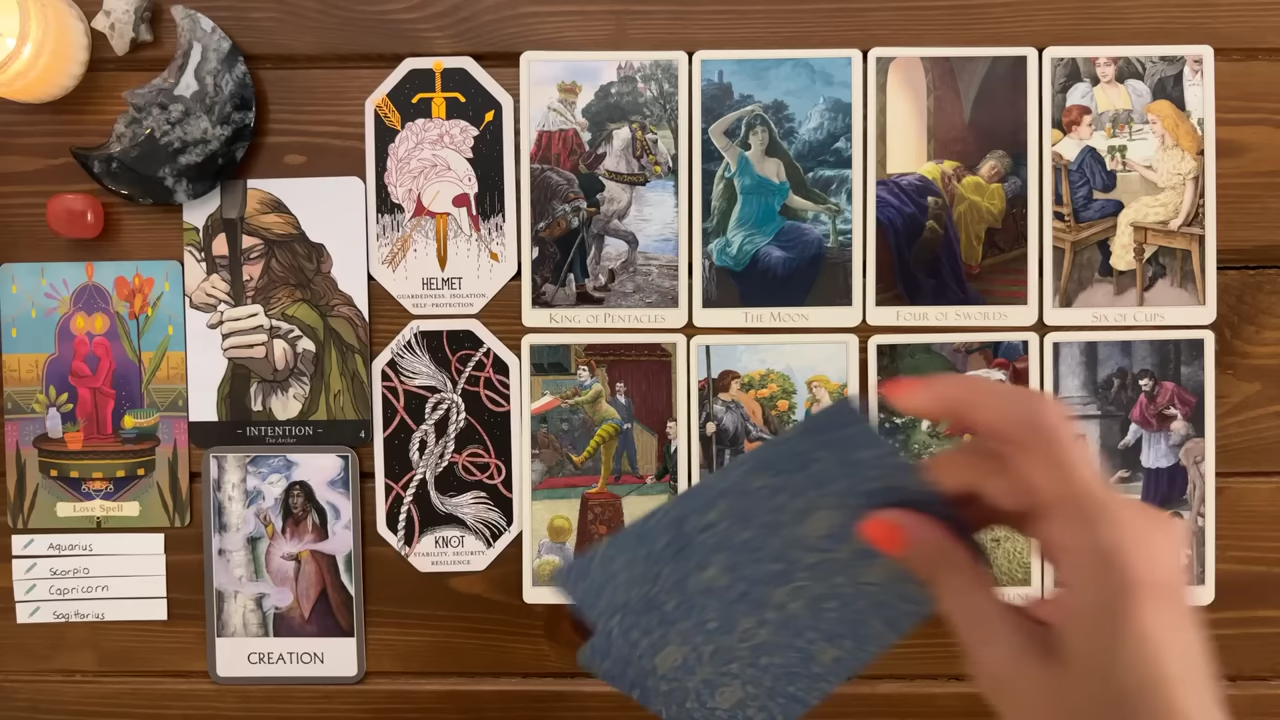 HELMET
GUARDEDNESS, ISOLATION,
SELF-PROTECTION
KING OF PENTACLES
THE MOON
FOUR OF SWORDS
SIX OF CUPS
- INTENTION -
The Archer
4
Love Spell
KNOT
STABILITY, SECURITY,
RESILIENCE
Aquarius
Scorpio
Capricorn
Sagittarius
CREATION